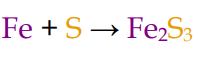 Fe + S → Fe₂S₃